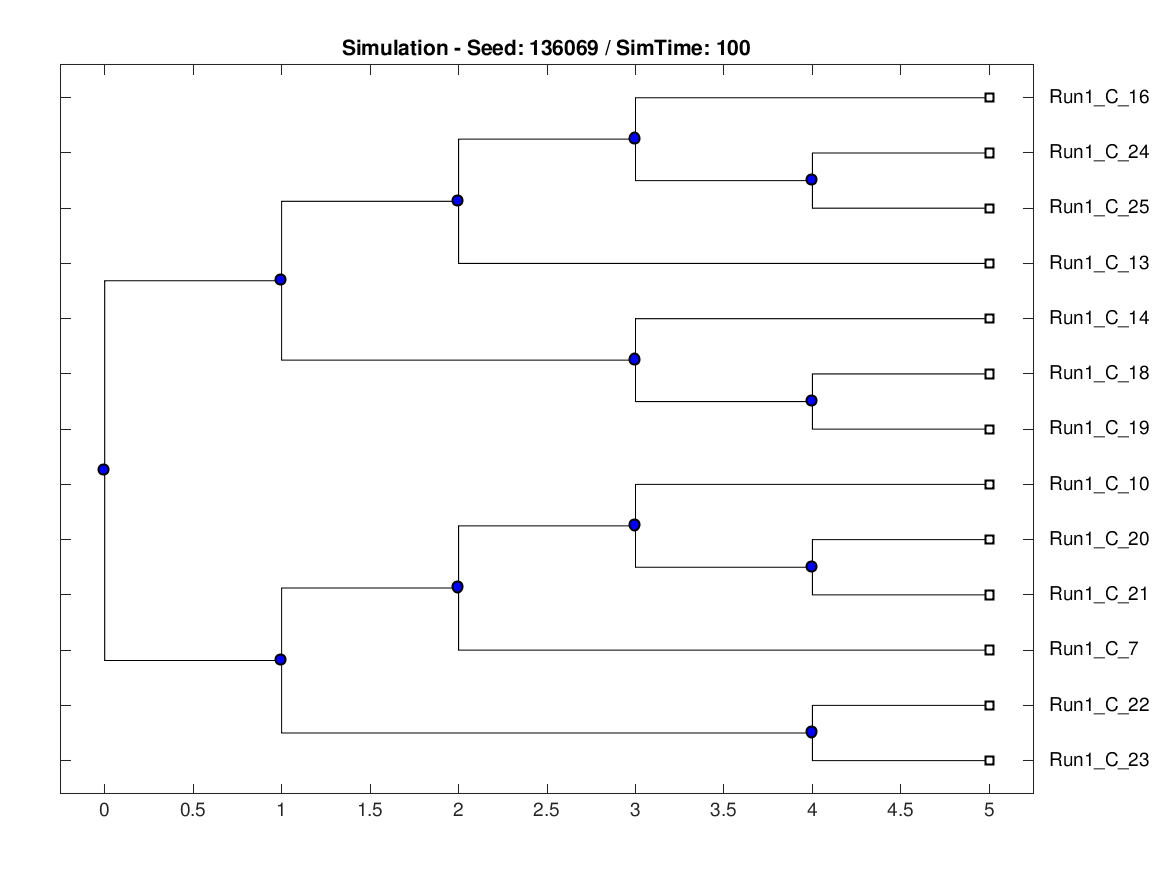 Simulation - Seed: 136069 / SimTime: 100
Run1_C_16
Run1_C_24
Run1_C_25
Run1_C_13
Run1_C_14
Run1_C_18
Run1_C_19
Run1_C_10
Run1_C_20
Run1_C_21
Run1_C_7
Run1_C_22
Run1_C_23
0 0.5 1 1.5 2 2.5 3 3.5 4 4.5 5